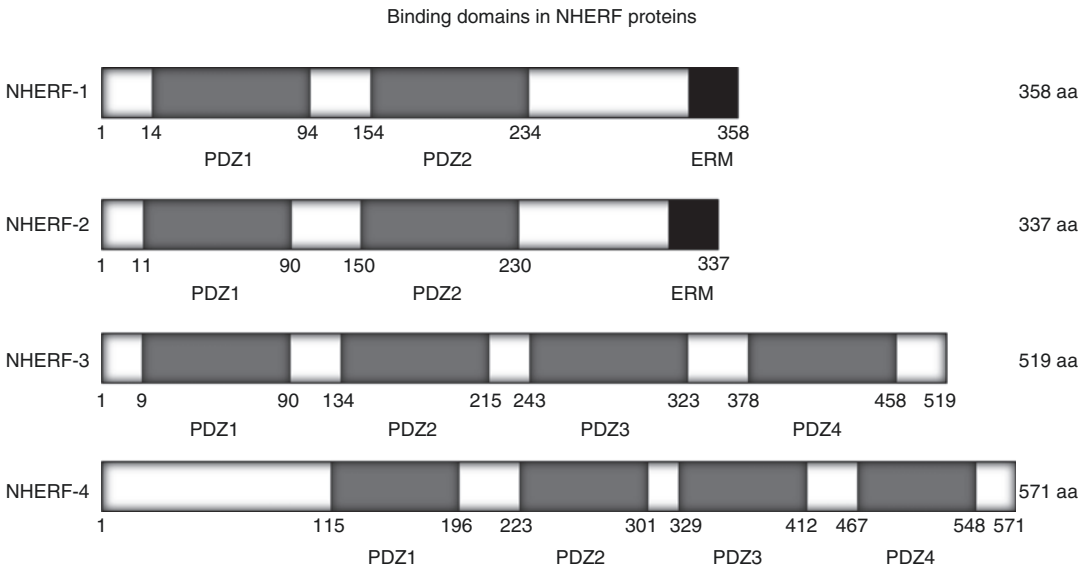 Binding domains in NHERF proteins
NHERF-1 358 aa
1 14 94 154 234 358
PDZ1 PDZ2 ERM
NHERF-2 337 aa
1 11 90 150 230 337
PDZ1 PDZ2 ERM
NHERF-3 519 aa
1 9 90 134 215 243 323 378 458 519
PDZ1 PDZ2 PDZ3 PDZ4
NHERF-4 571 aa
1 115 196 223 301 329 412 467 548 571
PDZ1 PDZ2 PDZ3 PDZ4